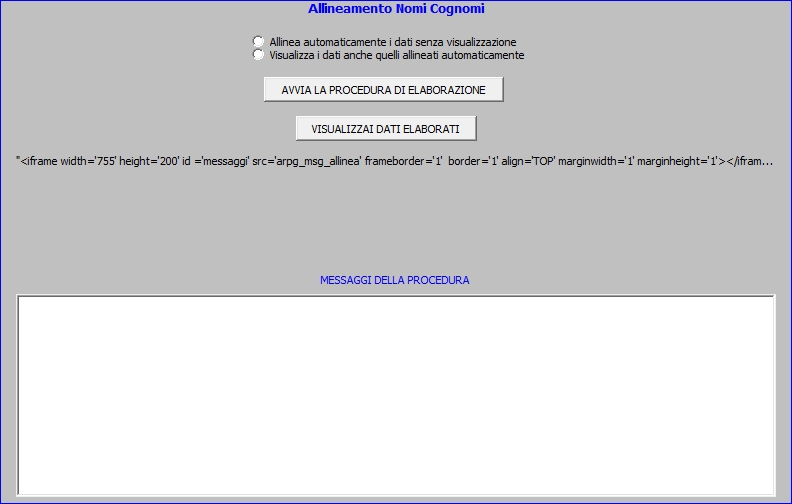 Allineamento Nomi Cognomi
Allinea automaticamente i dati senza visualizzazione
Visualizza i dati anche quelli allineati automaticamente
AVVIA LA PROCEDURA DI ELABORAZIONE
VISUALIZZAI DATI ELABORATI
"<iframe width='755' height='200' id ='messaggi' src='arpg_msg_allinea' frameborder='1'  border='1' align='TOP' marginwidth='1' marginheight='1'></ifram...
MESSAGGI DELLA PROCEDURA